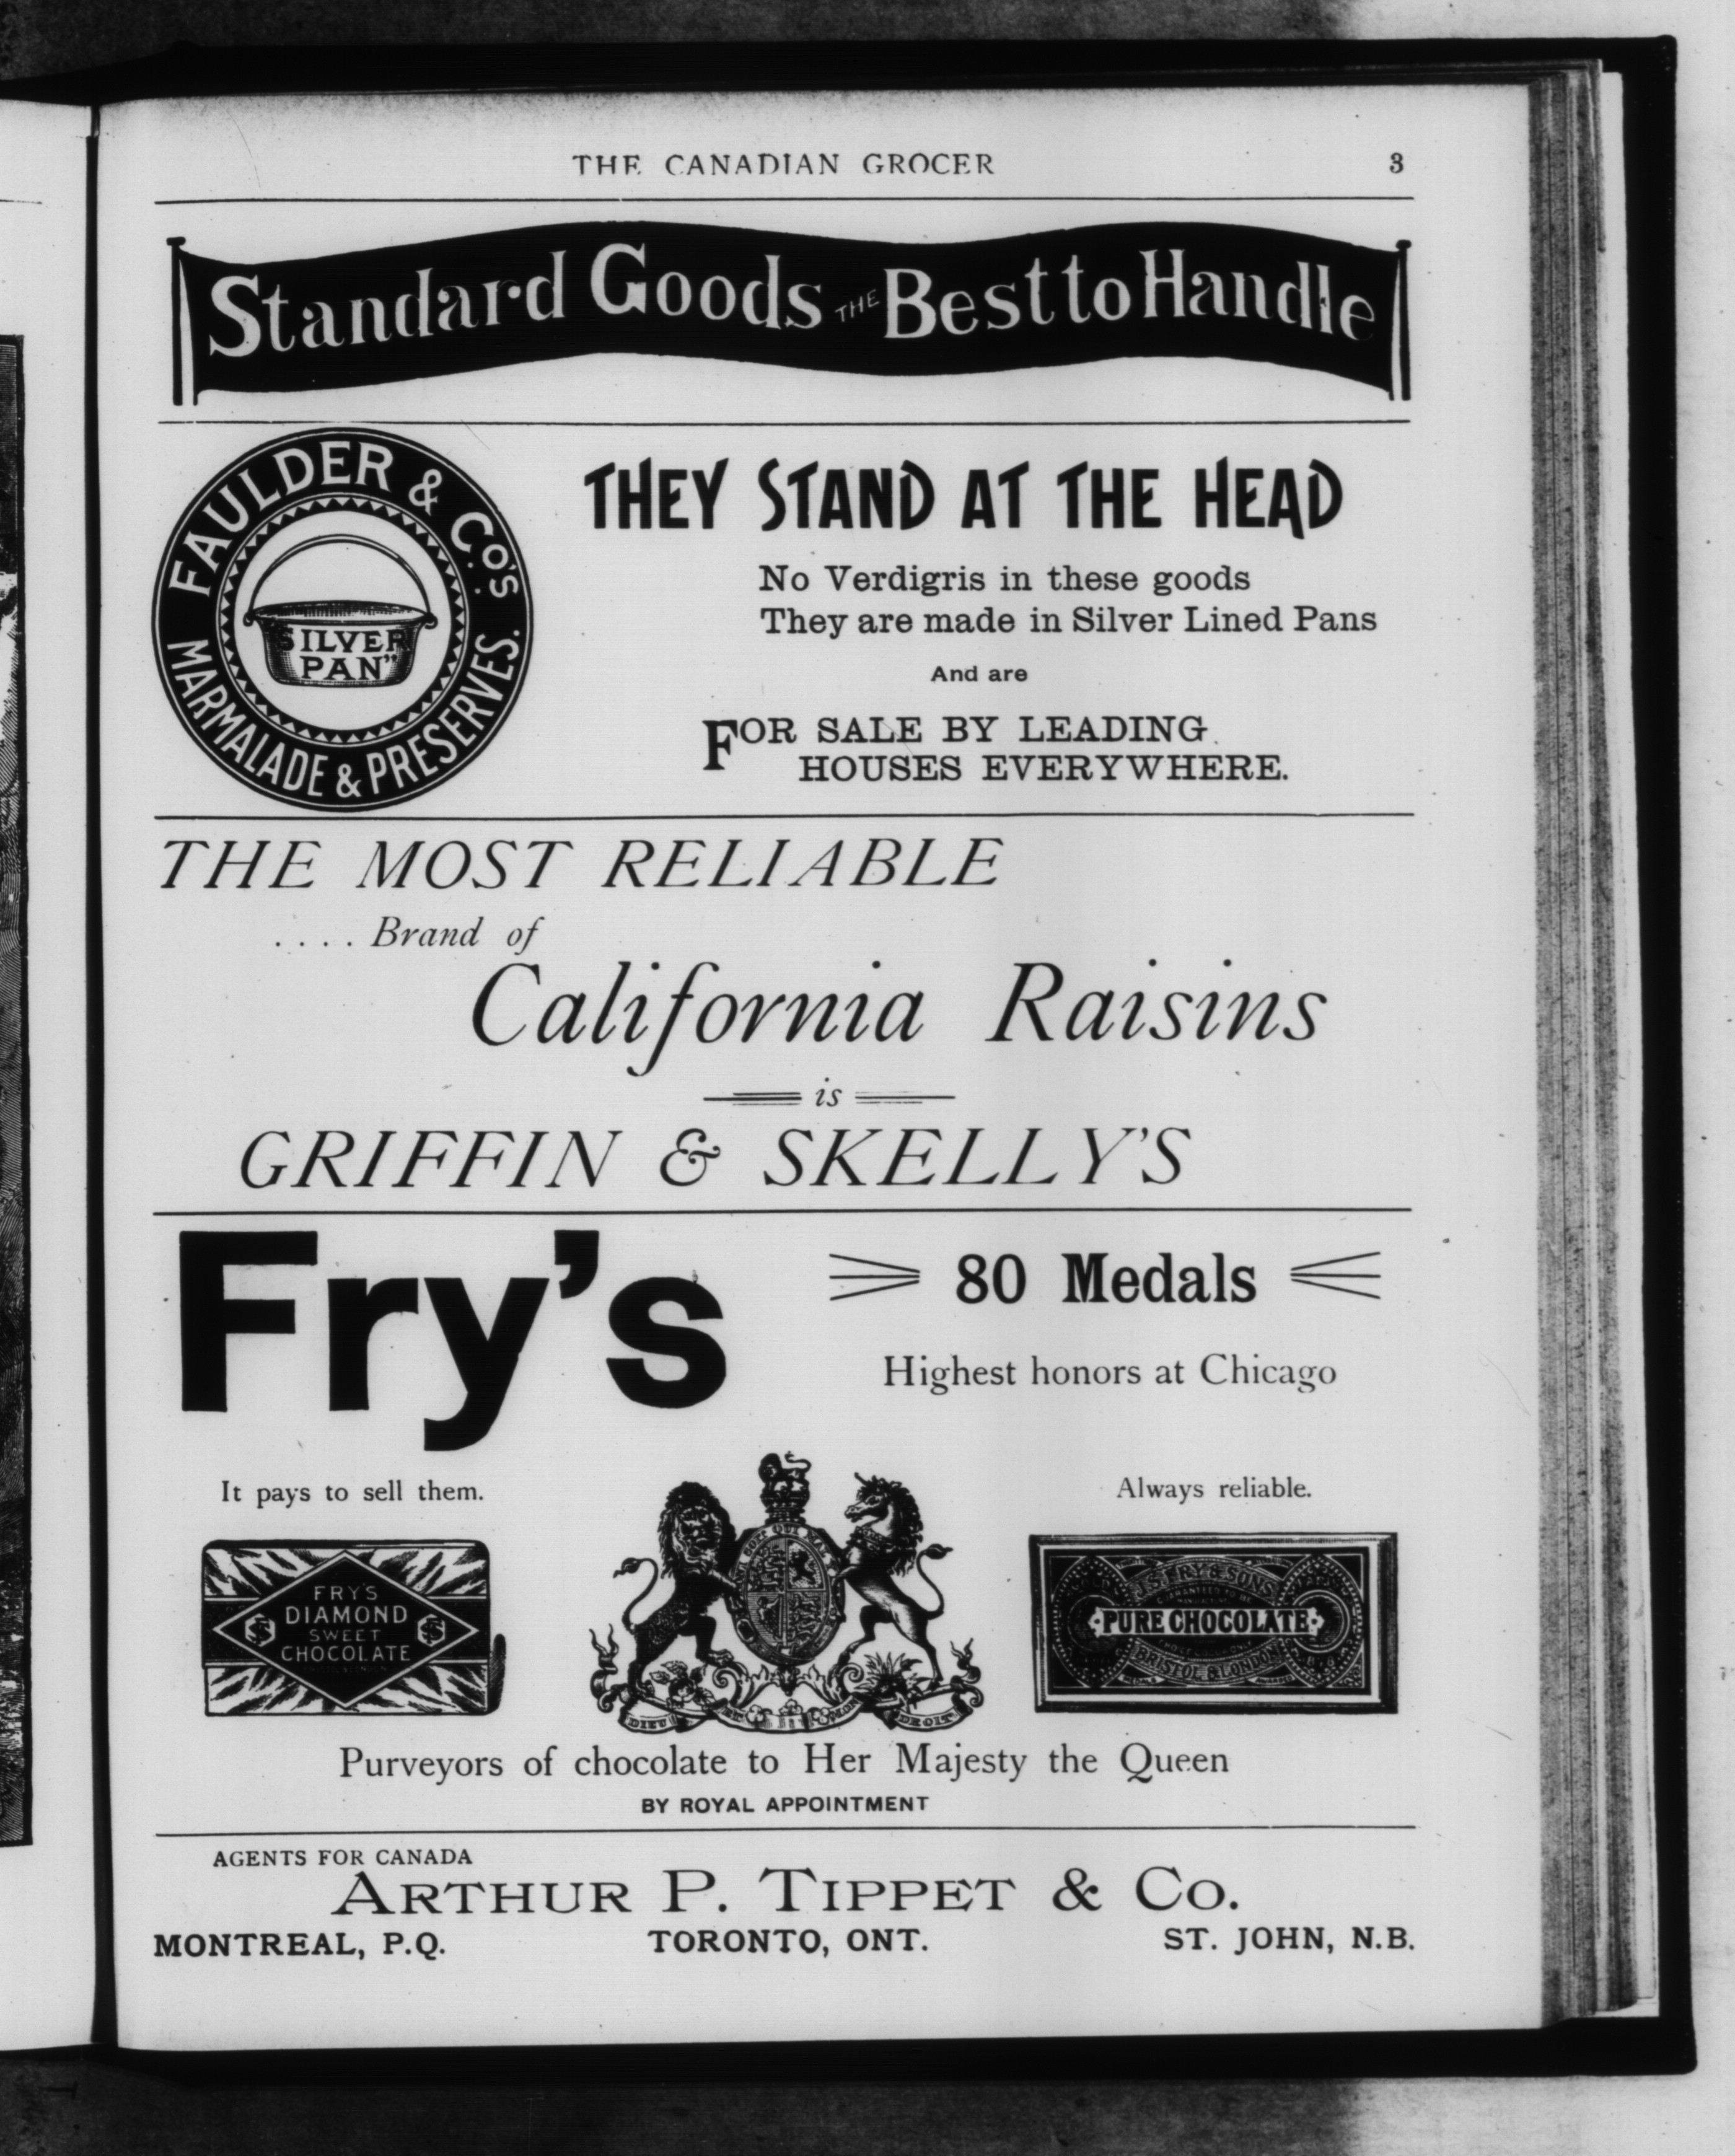 THE CANADIAN GROCER 3
Standard Goods THE Best to Handle
FAULDER & Co's.
SILVER
PAN"
MARMALADE & PRESERVES.
THEY STAND AT THE HEAD
No Verdigris in these goods
They are made in Silver Lined Pans
And are
FOR SALE BY LEADING
HOUSES EVERYWHERE.
THE MOST RELIABLE
.... Brand of
California Raisins
is
GRIFFIN & SKELLY'S
Fry's
80 Medals
Highest honors at Chicago
It pays to sell them.
Always reliable.
FRY'S
DIAMOND
SWEET
CHOCOLATE
DIEU ET MON DROIT
J.S. FRY & SONS
PURE CHOCOLATE
BRISTOL & LONDON
Purveyors of chocolate to Her Majesty the Queen
BY ROYAL APPOINTMENT
AGENTS FOR CANADA
ARTHUR P. TIPPET & CO.
MONTREAL, P.Q. TORONTO, ONT. ST. JOHN, N.B.